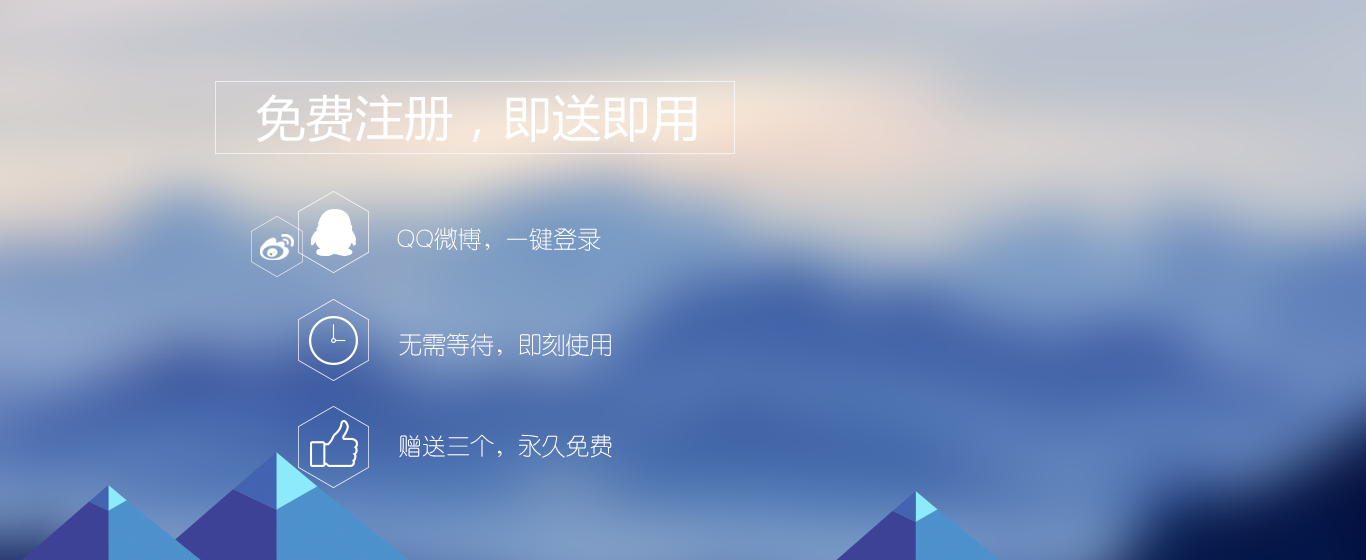 免费注册，即送即用
QQ微博，一键登录
无需等待，即刻使用
赠送三个，永久免费